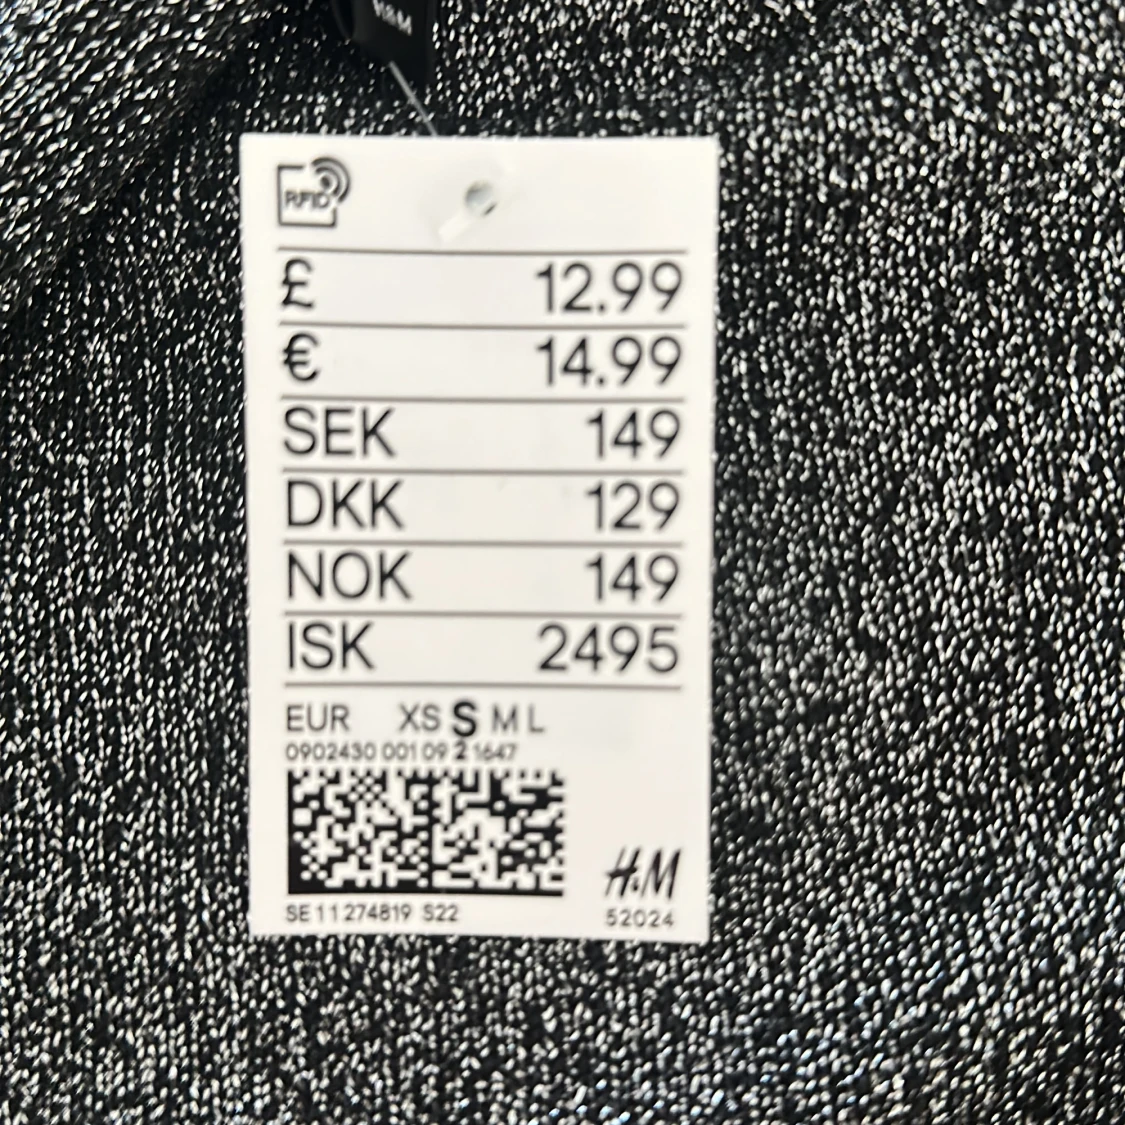 H&M
RFID
£ 12.99
€ 14.99
SEK 149
DKK 129
NOK 149
ISK 2495
EUR XS S M L
0902430 001 09 2 1647
H&M
SE 11 274819 S22
52024